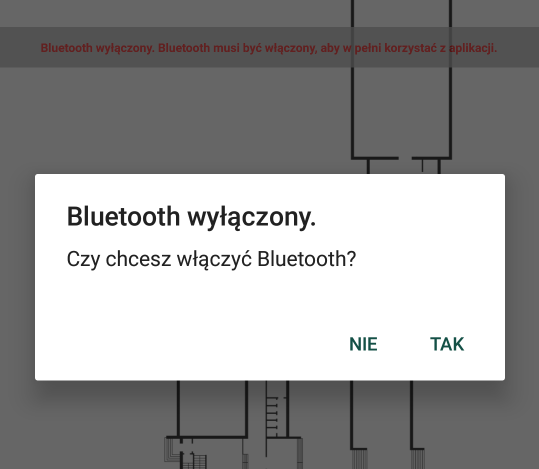 Bluetooth wyłączony. Bluetooth musi być włączony, aby w pełni korzystać z aplikacji.
Bluetooth wyłączony.
Czy chcesz włączyć Bluetooth?
NIE TAK